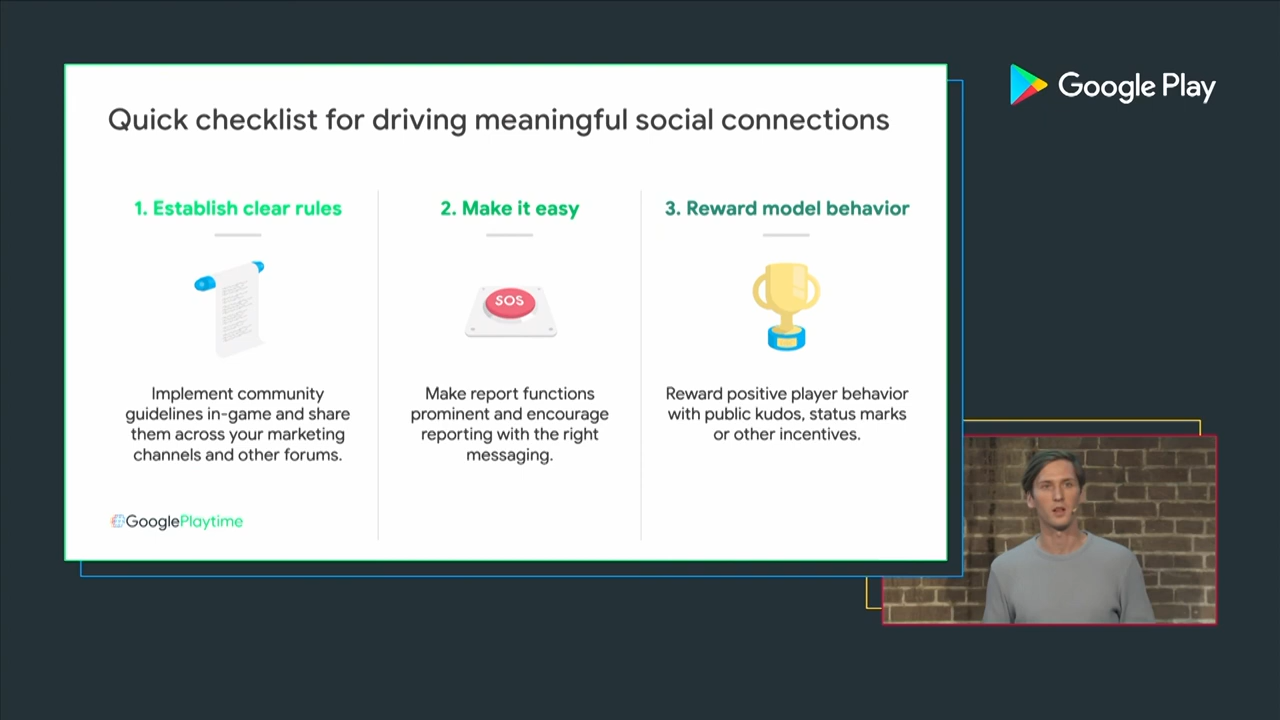 Google Play
Quick checklist for driving meaningful social connections
1. Establish clear rules
Implement community
guidelines in-game and share
them across your marketing
channels and other forums.
2. Make it easy
SOS
Make report functions
prominent and encourage
reporting with the right
messaging.
3. Reward model behavior
Reward positive player behavior
with public kudos, status marks
or other incentives.
GooglePlaytime